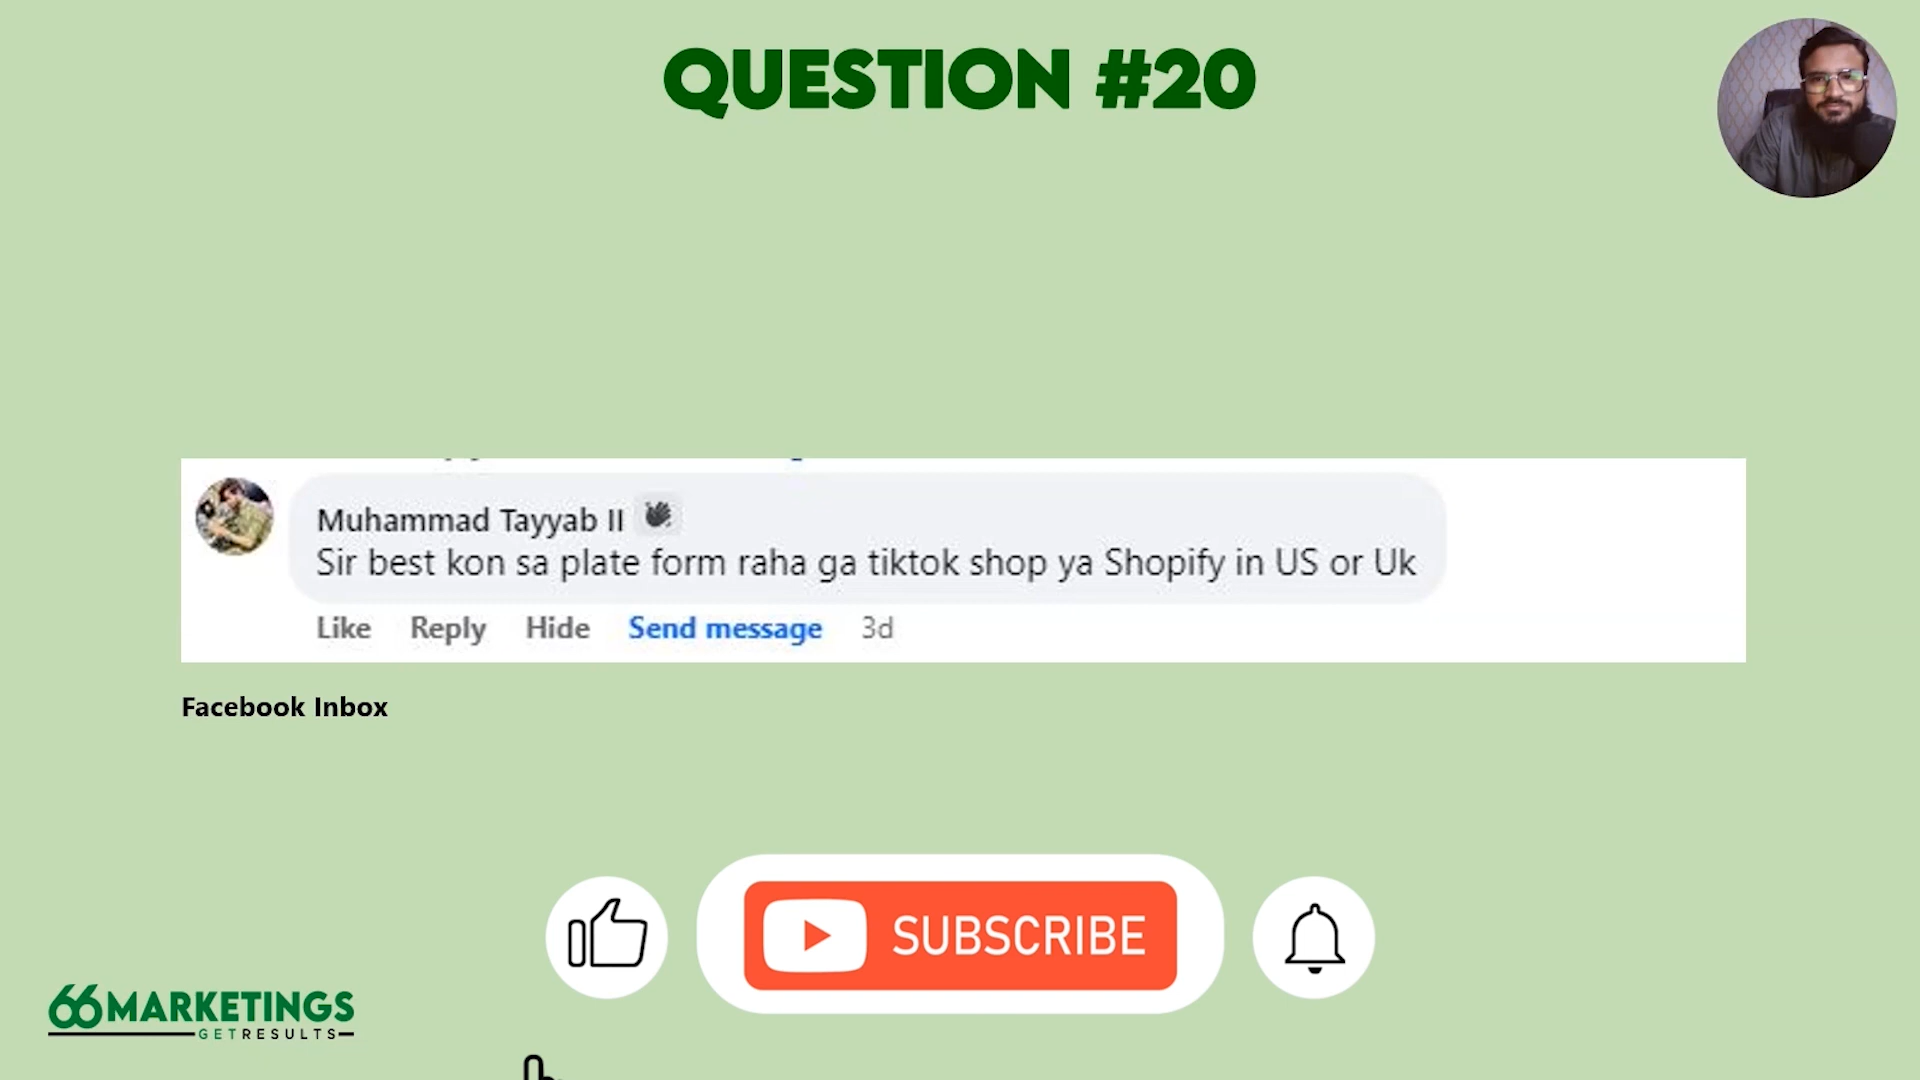 QUESTION #20
Muhammad Tayyab II
Sir best kon sa plate form raha ga tiktok shop ya Shopify in US or Uk
Like Reply Hide Send message 3d
Facebook Inbox
SUBSCRIBE
66MARKETINGS
GETRESULTS